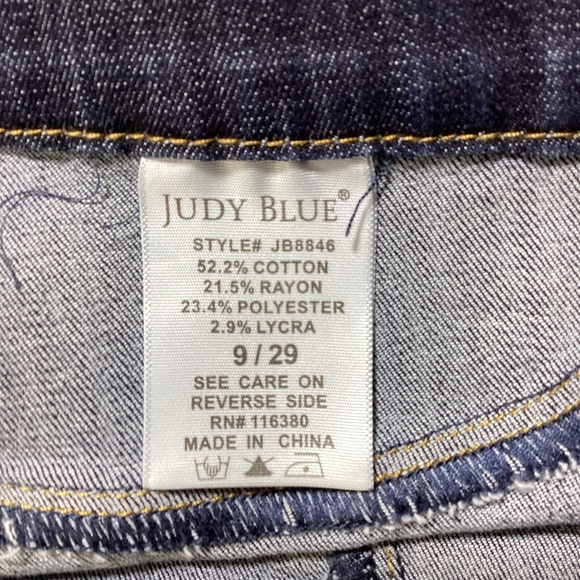 JUDY BLUE®
STYLE# JB8846
52.2% COTTON
21.5% RAYON
23.4% POLYESTER
2.9% LYCRA
9 / 29
SEE CARE ON
REVERSE SIDE
RN# 116380
MADE IN CHINA